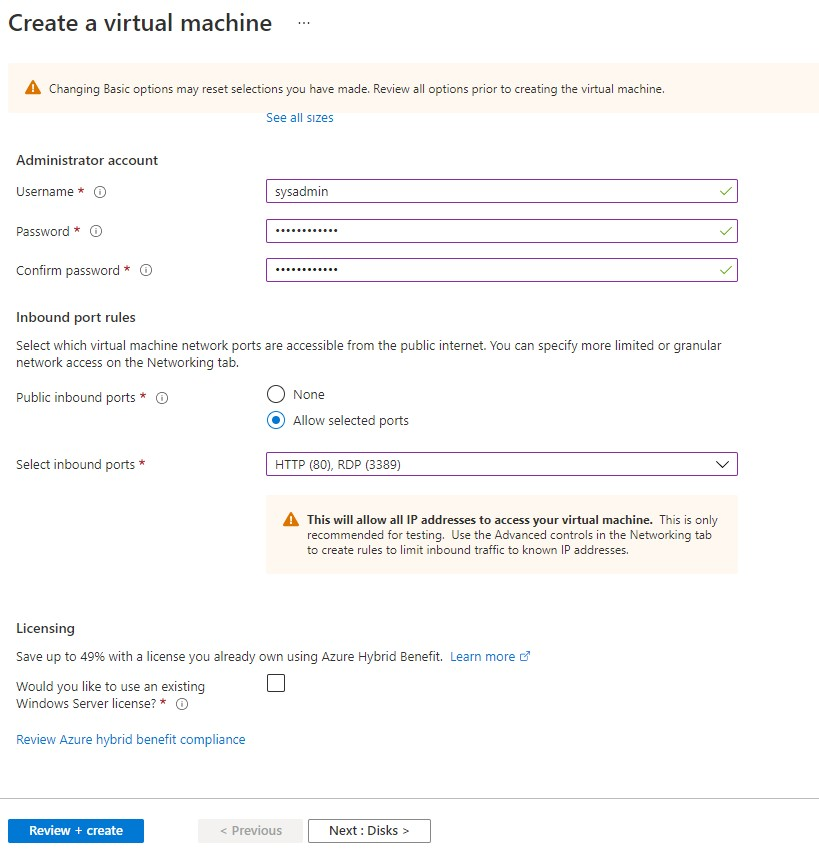 Create a virtual machine ...
Changing Basic options may reset selections you have made. Review all options prior to creating the virtual machine.
See all sizes
Administrator account
Username *
sysadmin
Password *
••••••••••••
Confirm password *
••••••••••••
Inbound port rules
Select which virtual machine network ports are accessible from the public internet. You can specify more limited or granular
network access on the Networking tab.
Public inbound ports *
None
Allow selected ports
Select inbound ports *
HTTP (80), RDP (3389)
This will allow all IP addresses to access your virtual machine. This is only
recommended for testing. Use the Advanced controls in the Networking tab
to create rules to limit inbound traffic to known IP addresses.
Licensing
Save up to 49% with a license you already own using Azure Hybrid Benefit. Learn more
Would you like to use an existing
Windows Server license? *
Review Azure hybrid benefit compliance
Review + create
< Previous
Next : Disks >